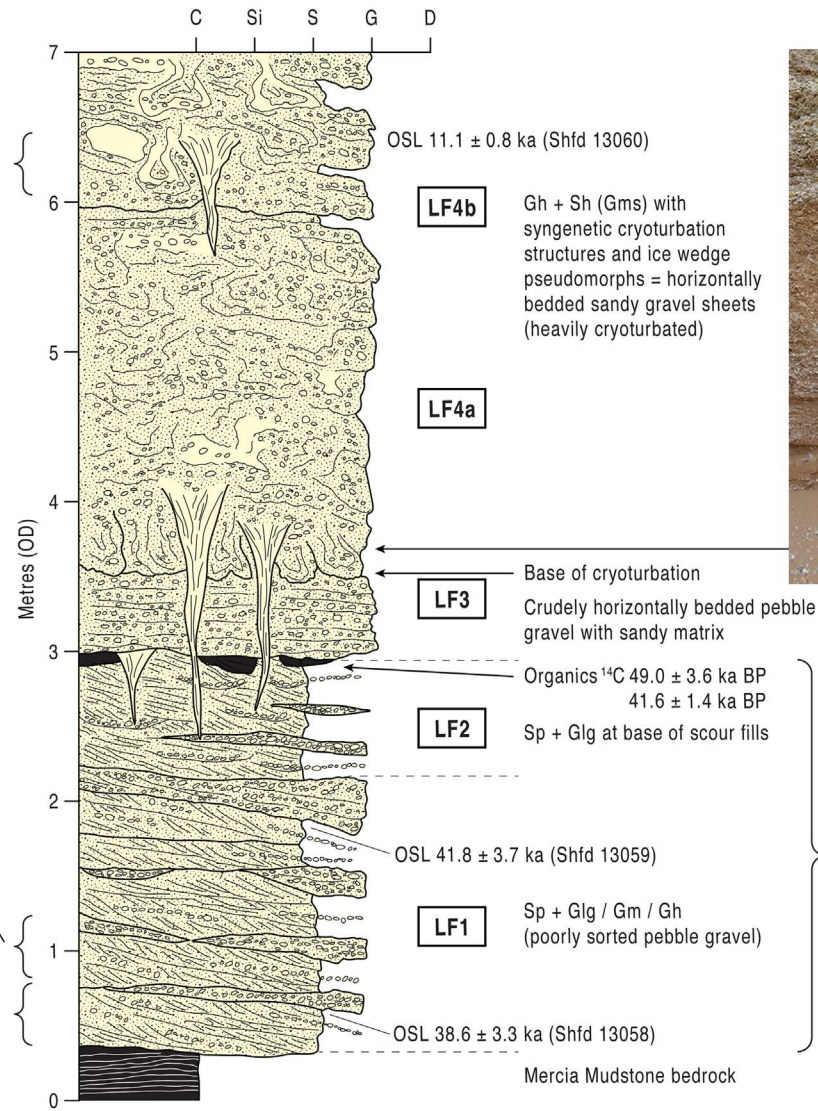 C Si S G D
7
OSL 11.1 ± 0.8 ka (Shfd 13060)
6
LF4b
Gh + Sh (Gms) with
syngenetic cryoturbation
structures and ice wedge
pseudomorphs = horizontally
bedded sandy gravel sheets
(heavily cryoturbated)
5
LF4a
4
Metres (OD)
Base of cryoturbation
LF3
Crudely horizontally bedded pebble
gravel with sandy matrix
3
Organics ¹⁴C 49.0 ± 3.6 ka BP
41.6 ± 1.4 ka BP
LF2
Sp + Glg at base of scour fills
2
OSL 41.8 ± 3.7 ka (Shfd 13059)
LF1
Sp + Glg / Gm / Gh
(poorly sorted pebble gravel)
1
OSL 38.6 ± 3.3 ka (Shfd 13058)
Mercia Mudstone bedrock
0